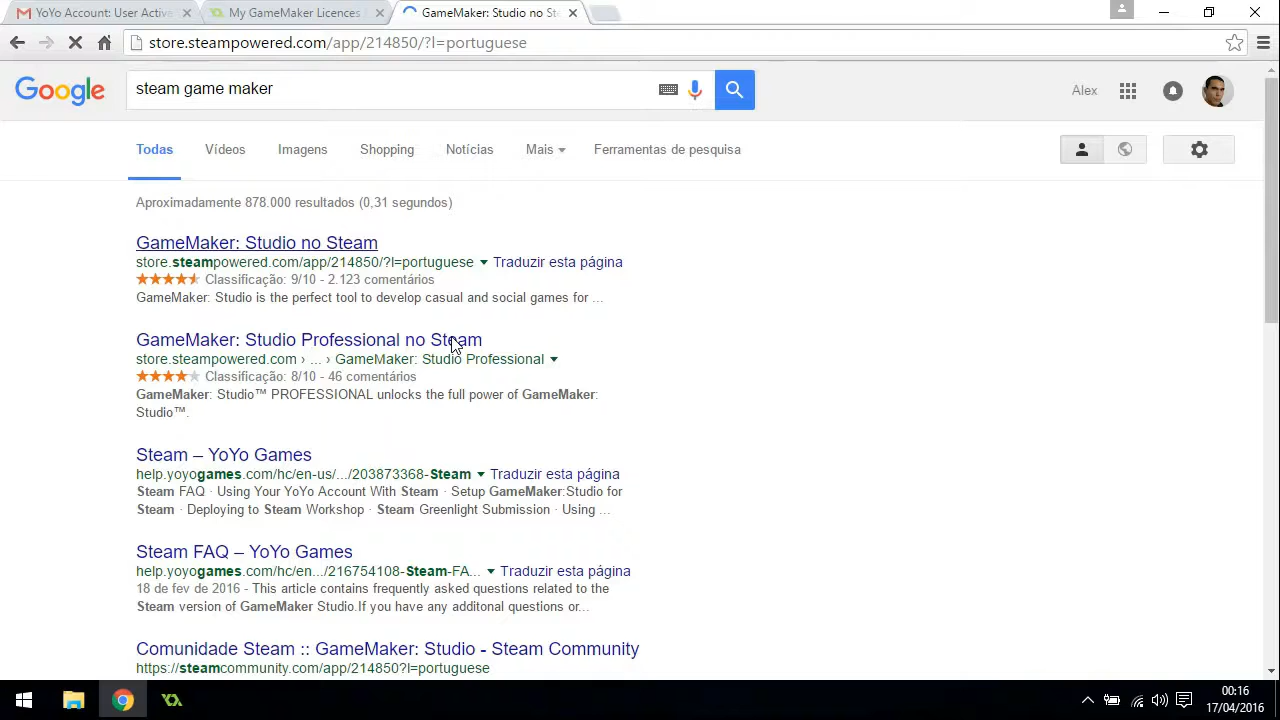 YoYo Account: User Active
My GameMaker Licences
GameMaker: Studio no Ste
store.steampowered.com/app/214850/?l=portuguese
Google
steam game maker
Alex
Todas
Vídeos
Imagens
Shopping
Notícias
Mais
Ferramentas de pesquisa
Aproximadamente 878.000 resultados (0,31 segundos)
GameMaker: Studio no Steam
store.steampowered.com/app/214850/?l=portuguese
Traduzir esta página
Classificação: 9/10 - 2.123 comentários
GameMaker: Studio is the perfect tool to develop casual and social games for ...
GameMaker: Studio Professional no Steam
store.steampowered.com › ... › GameMaker: Studio Professional
Classificação: 8/10 - 46 comentários
GameMaker: Studio™ PROFESSIONAL unlocks the full power of GameMaker:
Studio™.
Steam – YoYo Games
help.yoyogames.com/hc/en-us/.../203873368-Steam
Traduzir esta página
Steam FAQ · Using Your YoYo Account With Steam · Setup GameMaker:Studio for
Steam · Deploying to Steam Workshop · Steam Greenlight Submission · Using ...
Steam FAQ – YoYo Games
help.yoyogames.com/hc/en.../216754108-Steam-FA...
Traduzir esta página
18 de fev de 2016 - This article contains frequently asked questions related to the
Steam version of GameMaker Studio.If you have any additonal questions or...
Comunidade Steam :: GameMaker: Studio - Steam Community
https://steamcommunity.com/app/214850?l=portuguese
00:16
17/04/2016